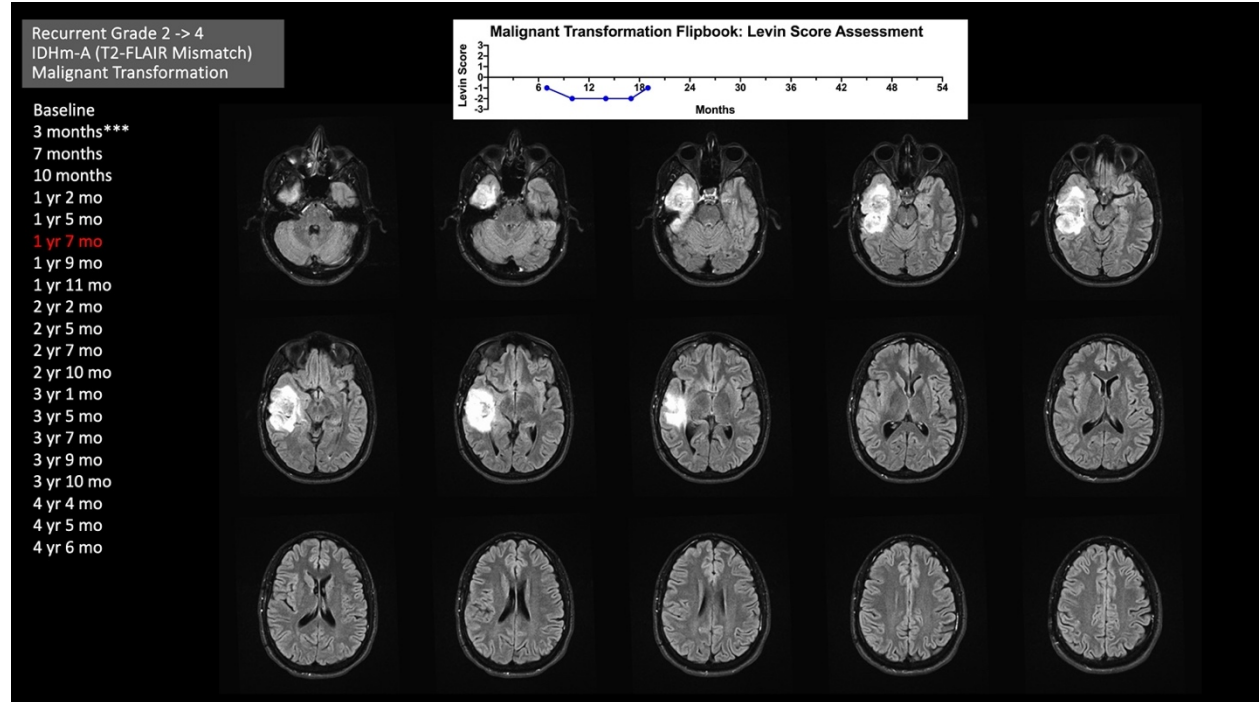 Recurrent Grade 2 -> 4
IDHm-A (T2-FLAIR Mismatch)
Malignant Transformation
Malignant Transformation Flipbook: Levin Score Assessment
Levin Score
3
2
1
0
-1
-2
-3
6 12 18 24 30 36 42 48 54
Months
Baseline
3 months***
7 months
10 months
1 yr 2 mo
1 yr 5 mo
1 yr 7 mo
1 yr 9 mo
1 yr 11 mo
2 yr 2 mo
2 yr 5 mo
2 yr 7 mo
2 yr 10 mo
3 yr 1 mo
3 yr 5 mo
3 yr 7 mo
3 yr 9 mo
3 yr 10 mo
4 yr 4 mo
4 yr 5 mo
4 yr 6 mo